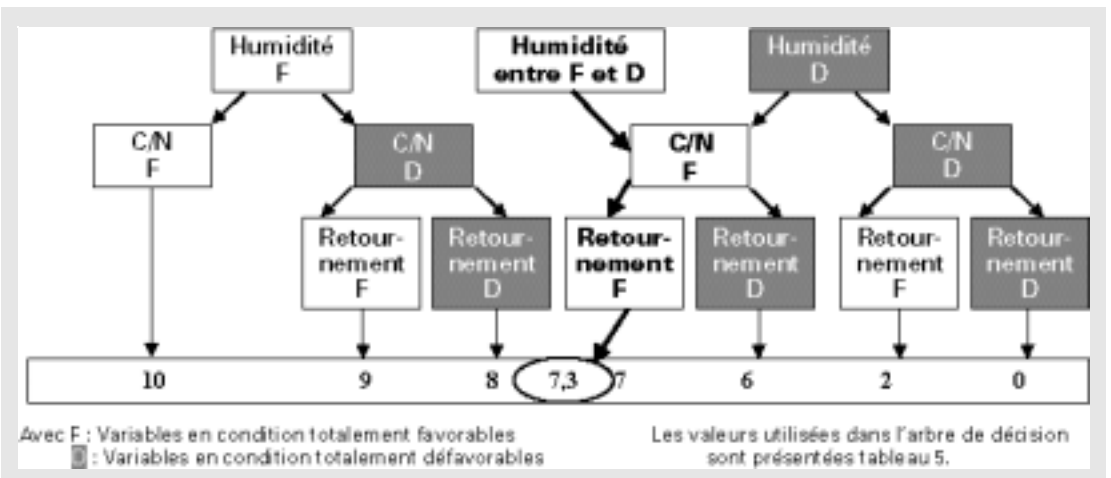 Humidité
F
Humidité
entre F et D
Humidité
D
C/N
F
C/N
D
C/N
F
C/N
D
Retour-
nement
F
Retour-
nement
D
Retour-
nement
F
Retour-
nement
D
Retour-
nement
F
Retour-
nement
D
10
9
8
7,3
7
6
2
0
Avec F : Variables en condition totalement favorables
: Variables en condition totalement défavorables
Les valeurs utilisées dans l'arbre de décision
sont présentées tableau 5.